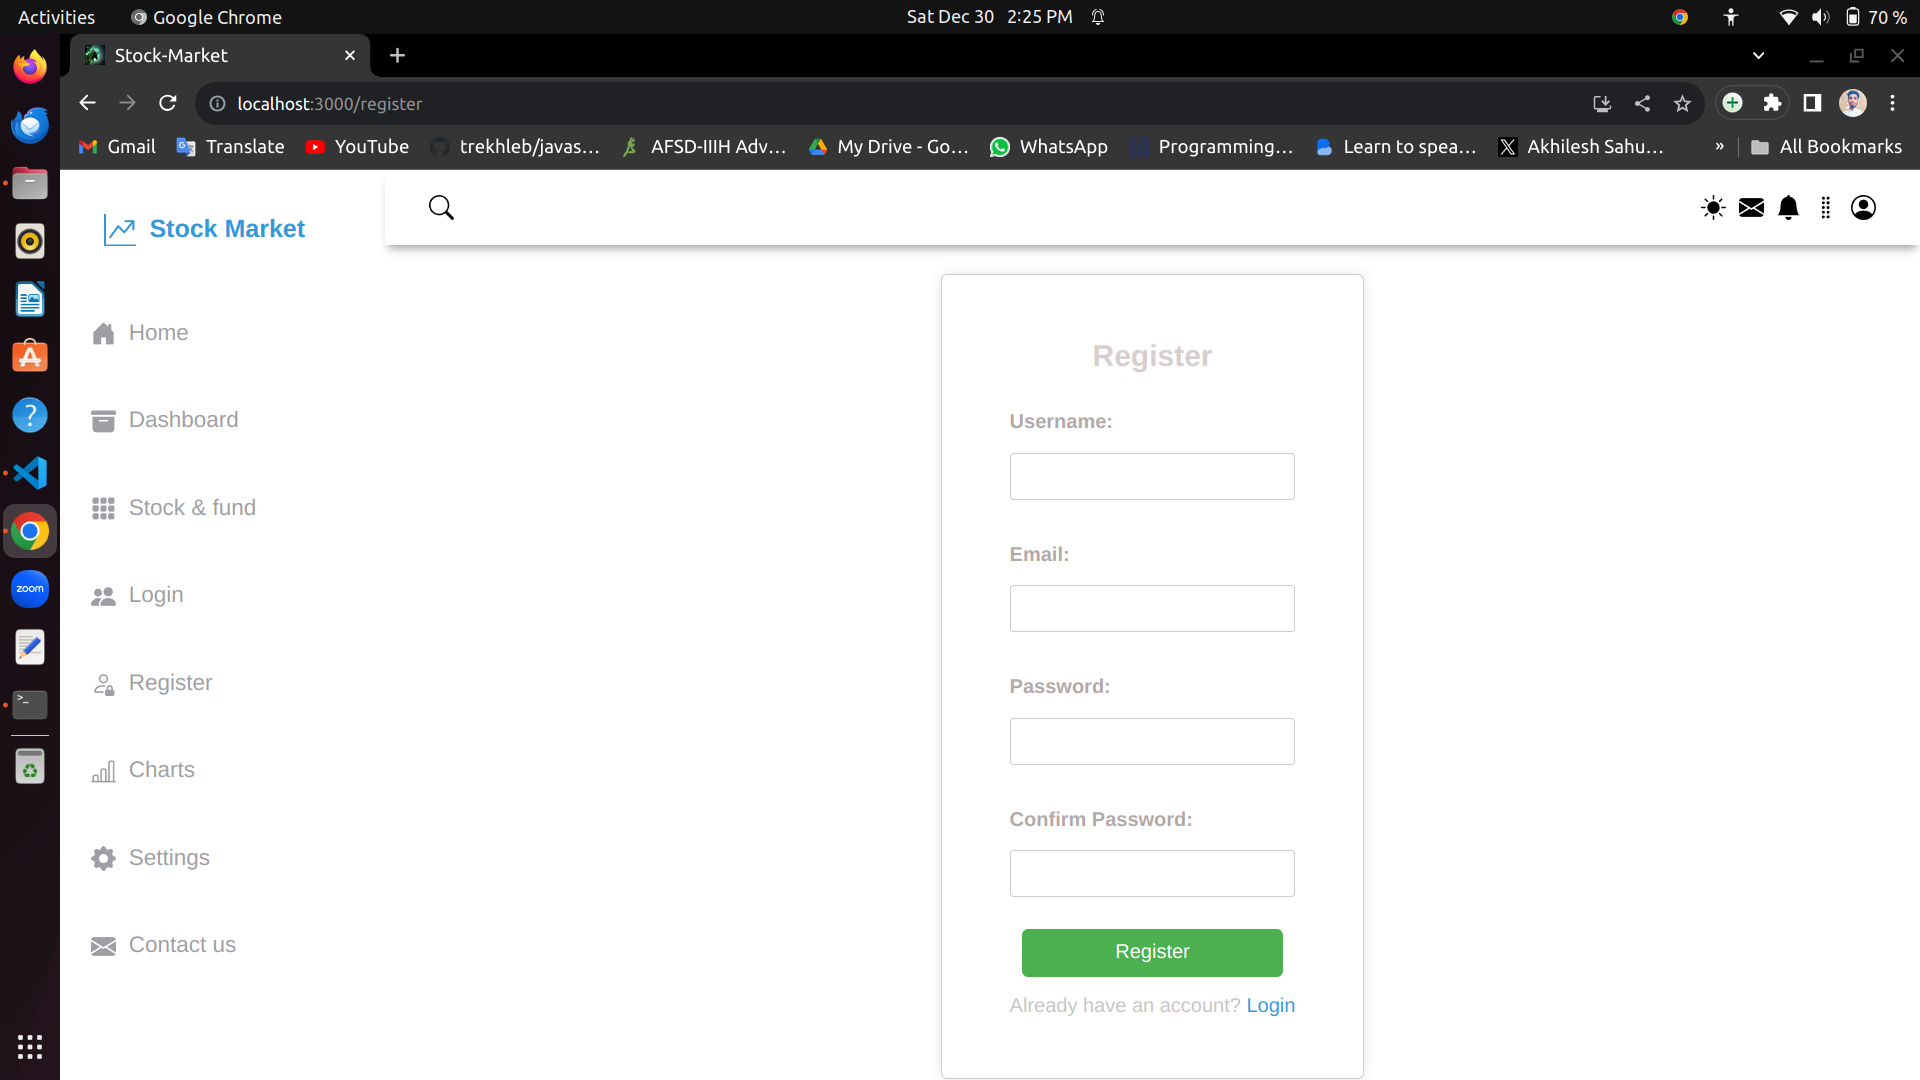 Activities Google Chrome Sat Dec 30 2:25 PM 70 %
Stock-Market
localhost:3000/register
Gmail Translate YouTube trekhleb/javas... AFSD-IIIH Adv... My Drive - Go... WhatsApp Programming... Learn to spea... Akhilesh Sahu... » All Bookmarks
Stock Market
Home
Dashboard
Stock & fund
Login
Register
Charts
Settings
Contact us
Register
Username:
Email:
Password:
Confirm Password:
Register
Already have an account? Login
zoom